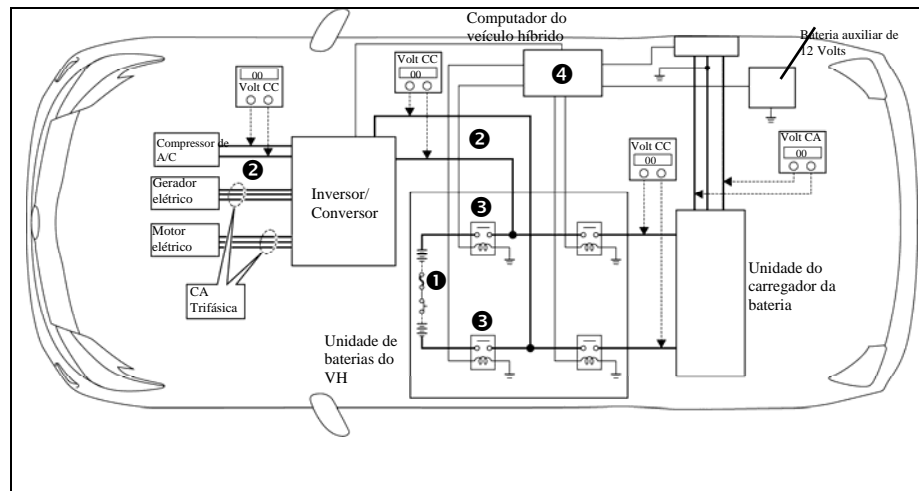 Computador do
veículo híbrido
Bateria auxiliar de
12 Volts
00
Volt CC
Volt CC
00
❹
Volt CC
00
Volt CA
00
Compressor de
A/C
❷
❷
Gerador
elétrico
Inversor/
Conversor
❸
Motor
elétrico
❶
CA
Trifásica
❸
Unidade do
carregador da
bateria
Unidade de
baterias do
VH